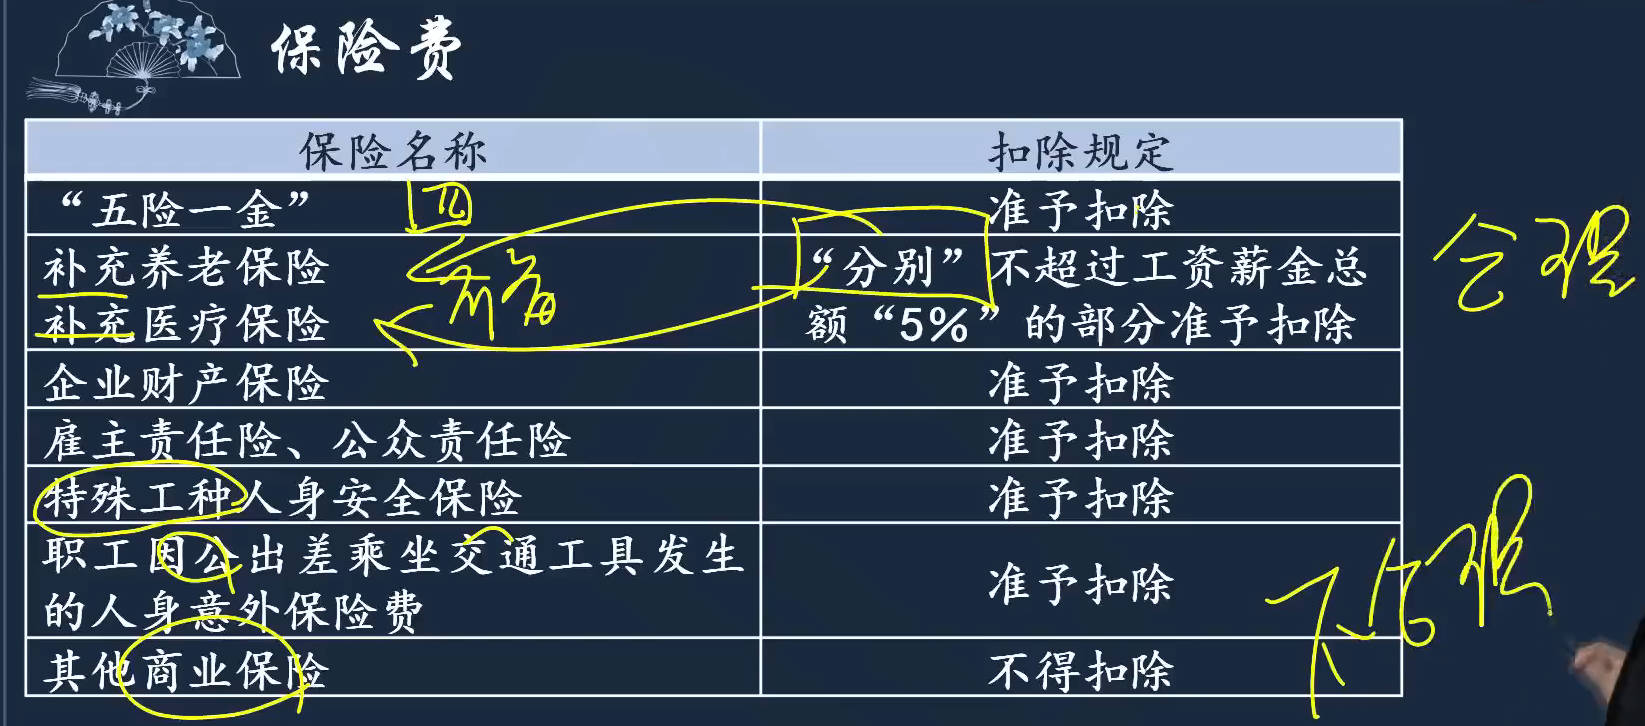 保险费
保险名称 扣除规定
“五险一金” 准予扣除
补充养老保险
补充医疗保险
“分别”不超过工资薪金总
额“5%”的部分准予扣除
企业财产保险 准予扣除
雇主责任险、公众责任险 准予扣除
特殊工种人身安全保险 准予扣除
职工因公出差乘坐交通工具发生
的人身意外保险费
准予扣除
其他商业保险 不得扣除
合理
不合理